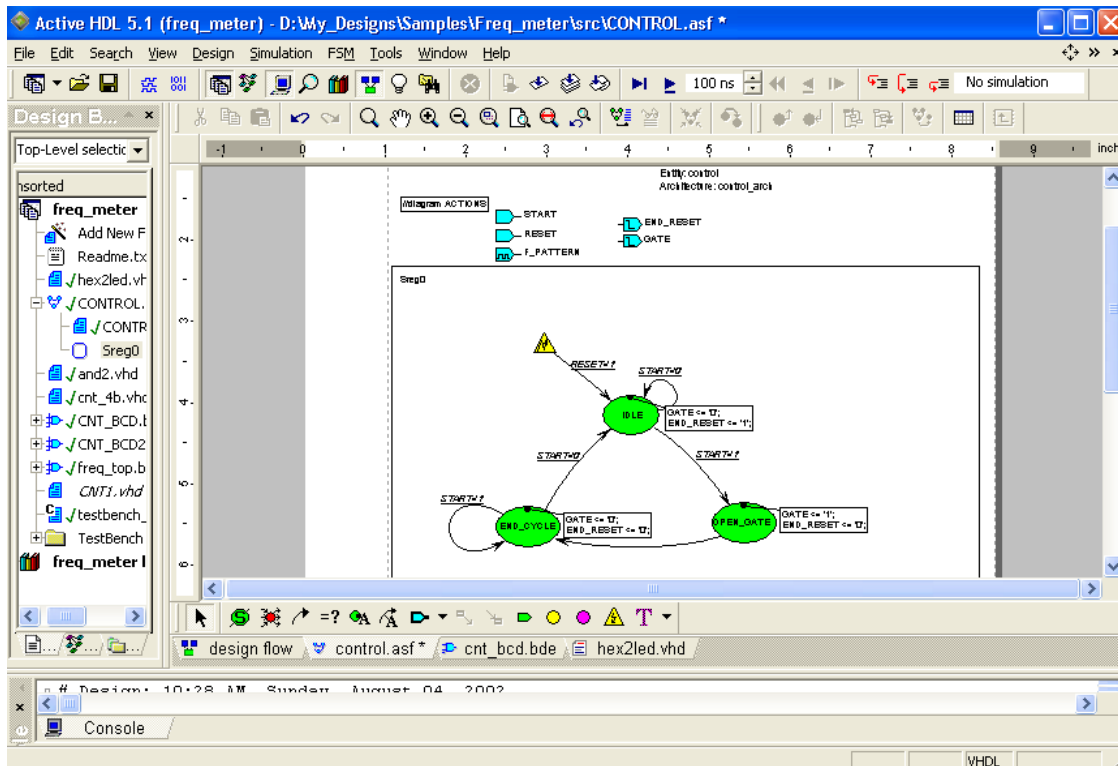 Active HDL 5.1 (freq_meter) - D:\My_Designs\Samples\Freq_meter\src\CONTROL.asf *
File Edit Search View Design Simulation FSM Tools Window Help
100 ns
No simulation
Design B...
Top-Level selectic
-1 0 1 2 3 4 5 6 7 8 9 inch
nsorted
freq_meter
Add New F
Readme.tx
hex2led.vh
CONTROL.
CONTR
Sreg0
and2.vhd
cnt_4b.vhc
CNT_BCD.b
CNT_BCD2
freq_top.b
CNT1.vhd
testbench_
TestBench
freq_meter l
2
3
4
5
6
Entity: control
Architecture: control_arch
//diagram ACTIONS
START
RESET
F_PATTERN
END_RESET
GATE
Sreg0
RESET='1'
START='0'
IDLE
GATE <= '0';
END_RESET <= '1';
START='0'
START='1'
START='1'
END_CYCLE
GATE <= '0';
END_RESET <= '0';
OPEN_GATE
GATE <= '1';
END_RESET <= '0';
=?
T
design flow
control.asf *
cnt_bcd.bde
hex2led.vhd
# Design: 10:28 AM, Sunday, August 04, 2002
Console
VHDL